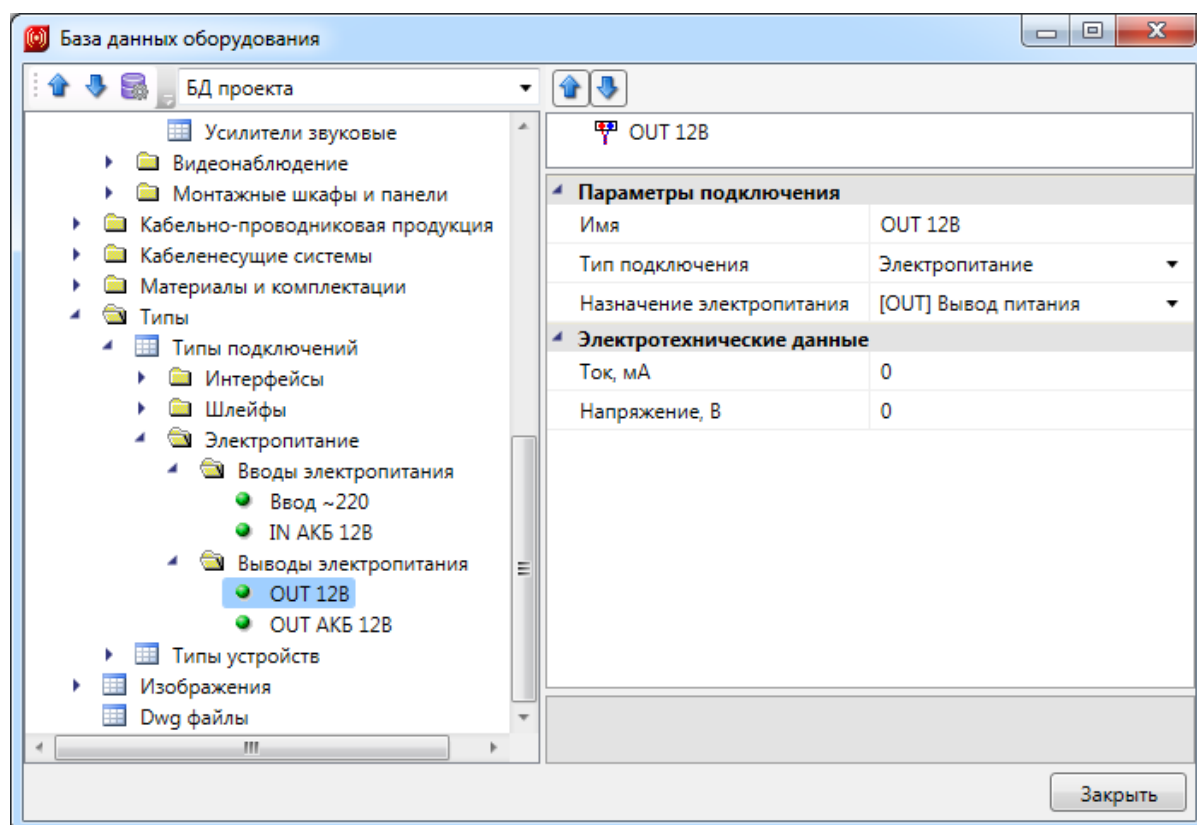 База данных оборудования
БД проекта
Усилители звуковые
Видеонаблюдение
Монтажные шкафы и панели
Кабельно-проводниковая продукция
Кабеленесущие системы
Материалы и комплектации
Типы
Типы подключений
Интерфейсы
Шлейфы
Электропитание
Вводы электропитания
Ввод ~220
IN АКБ 12В
Выводы электропитания
OUT 12В
OUT АКБ 12В
Типы устройств
Изображения
Dwg файлы
OUT 12В
Параметры подключения
Имя OUT 12В
Тип подключения Электропитание
Назначение электропитания [OUT] Вывод питания
Электротехнические данные
Ток, мА 0
Напряжение, В 0
Закрыть